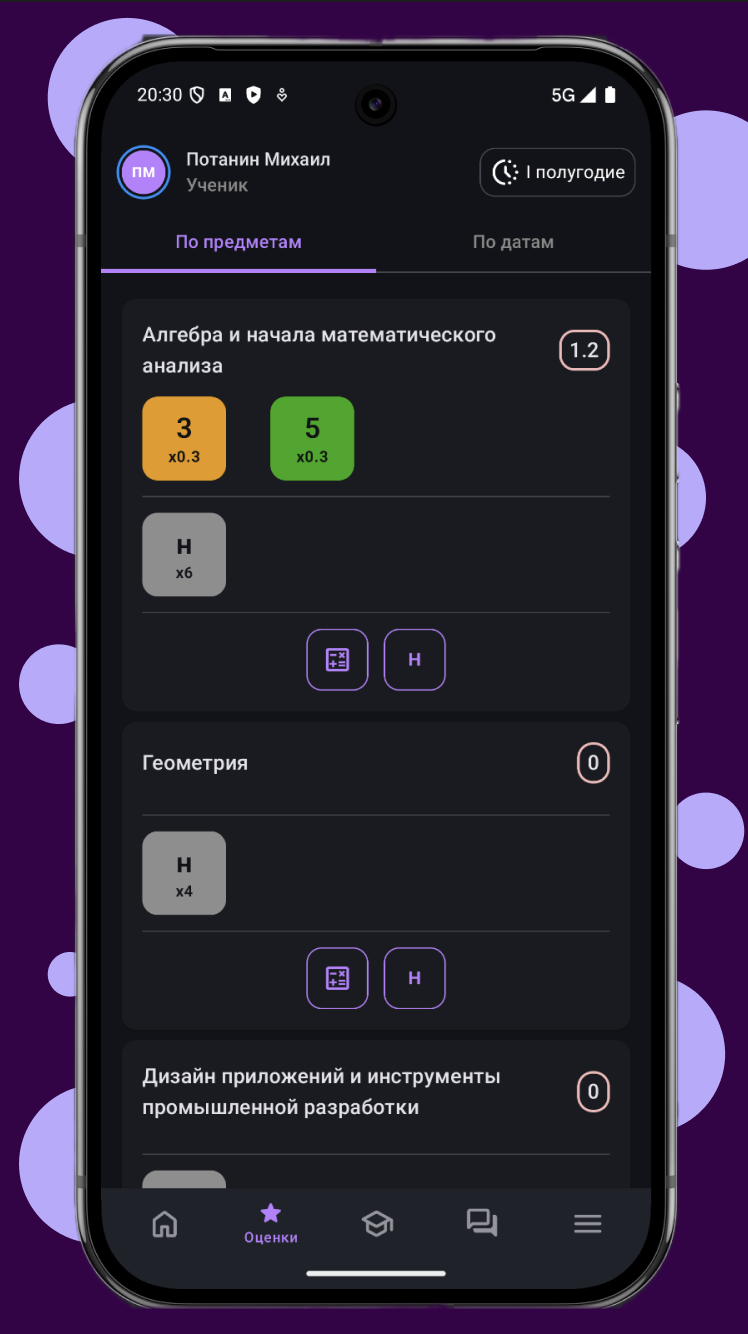 20:30
5G
ПМ
Потанин Михаил
Ученик
I полугодие
По предметам
По датам
Алгебра и начала математического
анализа
1.2
3
x0.3
5
x0.3
Н
x6
Н
Геометрия
0
Н
x4
Н
Дизайн приложений и инструменты
промышленной разработки
0
Оценки